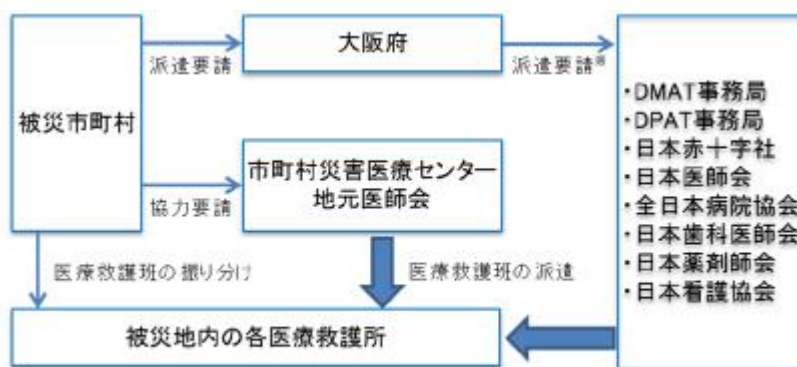 大阪府
派遣要請
派遣要請※
被災市町村
市町村災害医療センター
地元医師会
協力要請
・DMAT事務局
・DPAT事務局
・日本赤十字社
・日本医師会
・全日本病院協会
・日本歯科医師会
・日本薬剤師会
・日本看護協会
医療救護班の振り分け
医療救護班の派遣
被災地内の各医療救護所